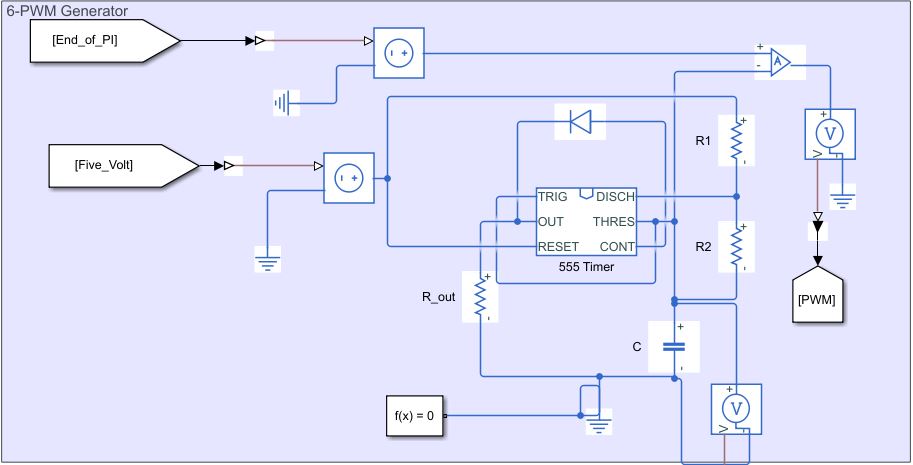 6-PWM Generator
[End_of_PI]
+
-
A
- +
+
V
V
[Five_Volt]
- +
R1
+
-
TRIG DISCH
OUT THRES
RESET CONT
555 Timer
R2
+
-
R_out
+
-
[PWM]
C
+
-
f(x) = 0
+
V
V
-